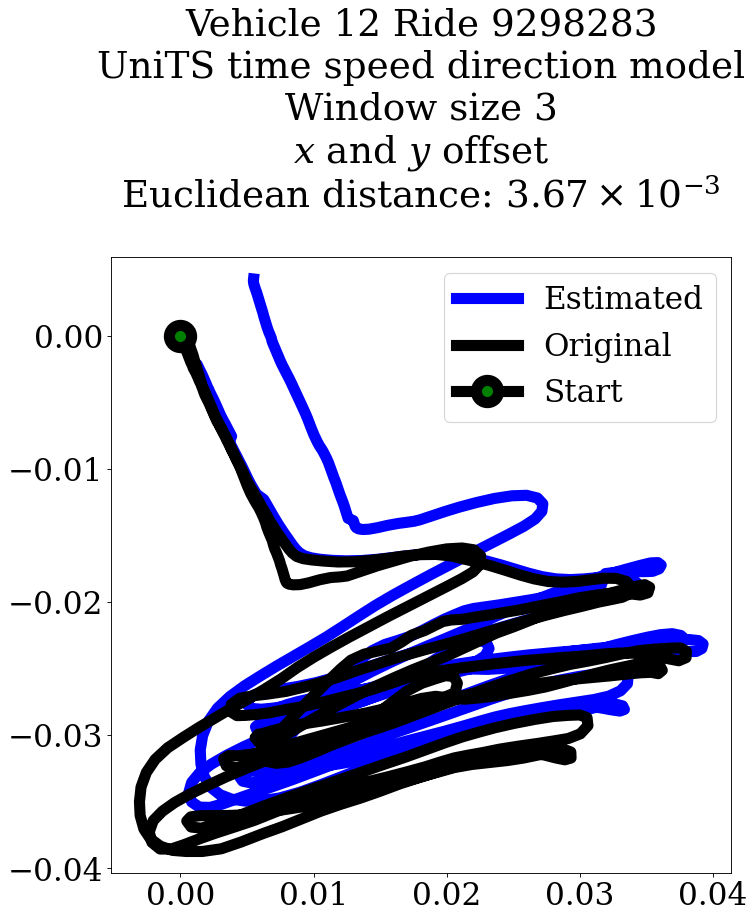 Vehicle 12 Ride 9298283
UniTS time speed direction model
Window size 3
x and y offset
Euclidean distance: 3.67 × 10⁻³
Estimated
Original
Start
0.00
−0.01
−0.02
−0.03
−0.04
0.00 0.01 0.02 0.03 0.04